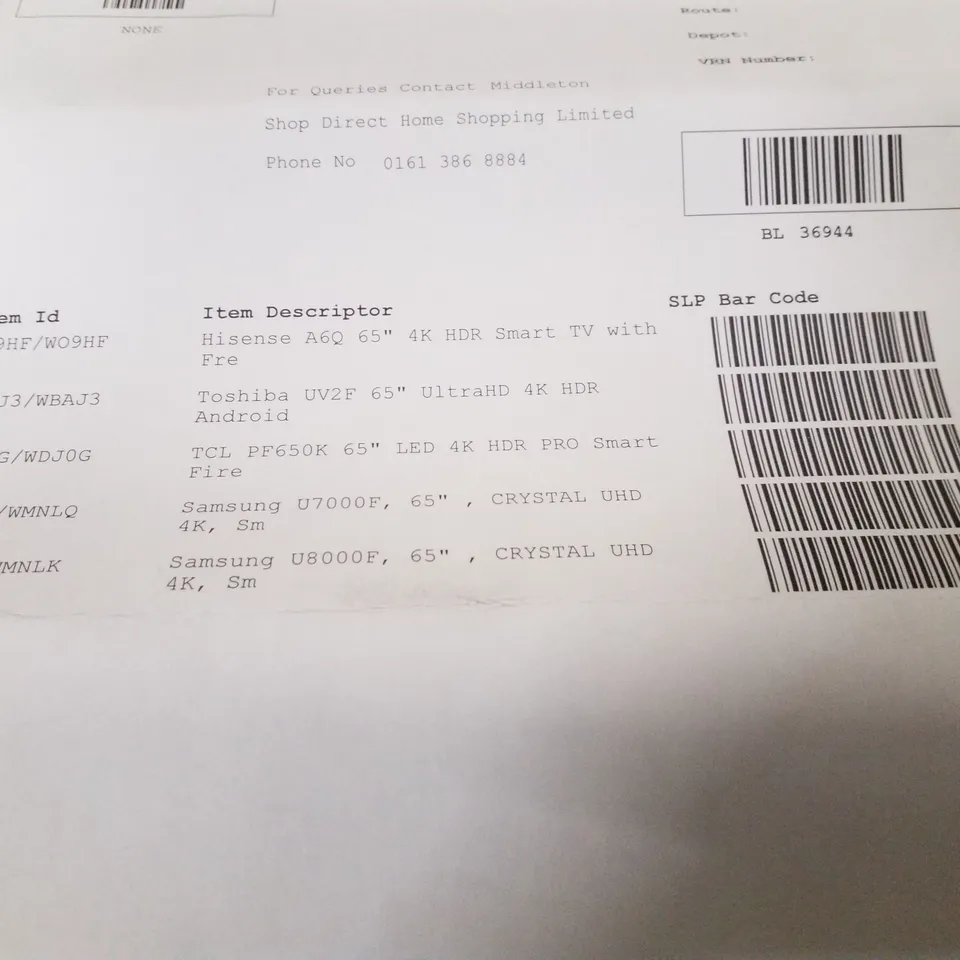 NONE
Route:
Depot:
VRN Number:
For Queries Contact Middleton
Shop Direct Home Shopping Limited
Phone No 0161 386 8884
BL 36944
em Id Item Descriptor SLP Bar Code
9HF/WO9HF Hisense A6Q 65" 4K HDR Smart TV with
Fre
J3/WBAJ3 Toshiba UV2F 65" UltraHD 4K HDR
Android
G/WDJ0G TCL PF650K 65" LED 4K HDR PRO Smart
Fire
/WMNLQ Samsung U7000F, 65" , CRYSTAL UHD
4K, Sm
WMNLK Samsung U8000F, 65" , CRYSTAL UHD
4K, Sm